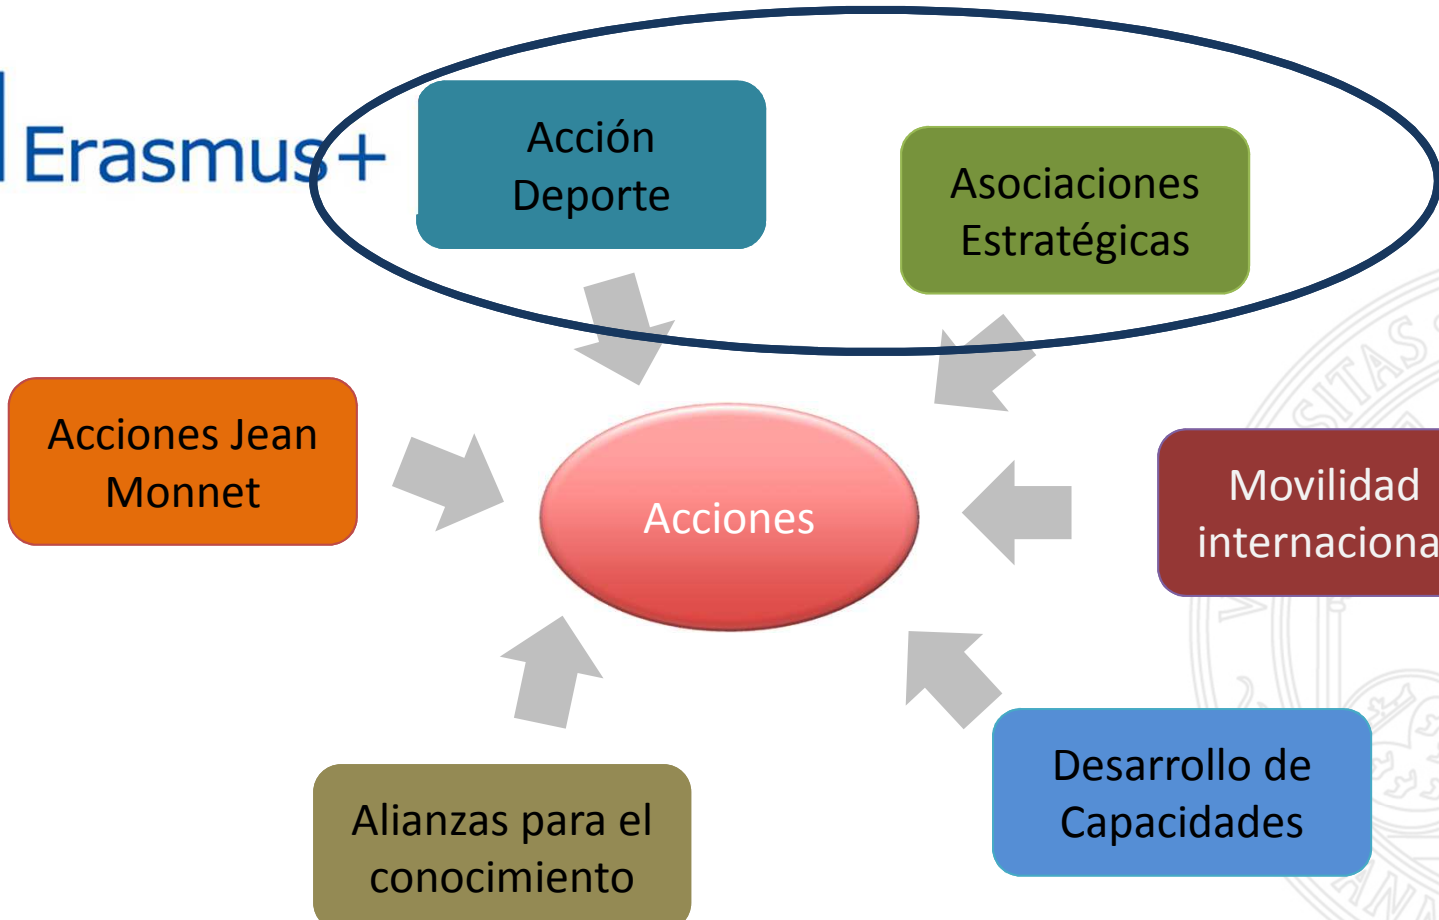 Erasmus+
Acción
Deporte
Asociaciones
Estratégicas
Acciones Jean
Monnet
Acciones
Movilidad
internaciona
Desarrollo de
Capacidades
Alianzas para el
conocimiento